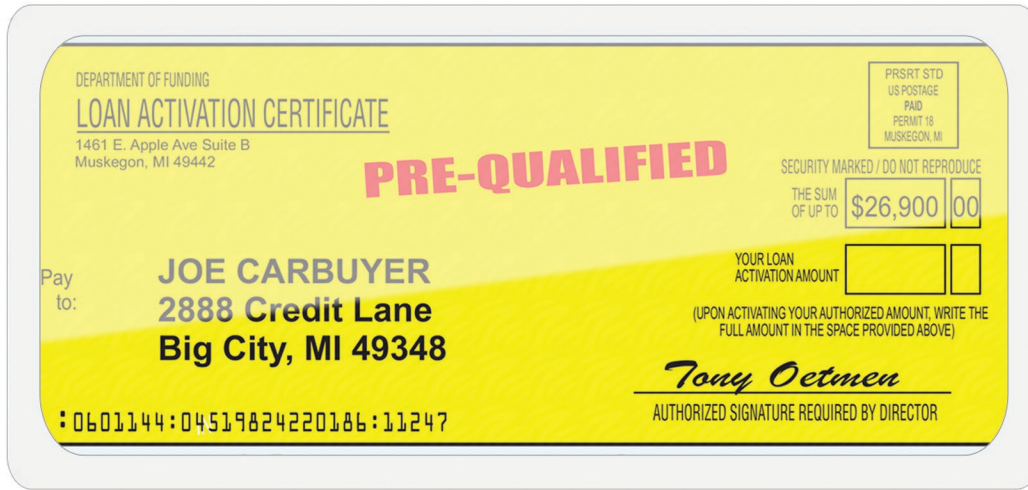 DEPARTMENT OF FUNDING
LOAN ACTIVATION CERTIFICATE
1461 E. Apple Ave Suite B
Muskegon, MI 49442
PRSRT STD
US POSTAGE
PAID
PERMIT 18
MUSKEGON, MI
PRE-QUALIFIED
SECURITY MARKED / DO NOT REPRODUCE
THE SUM
OF UP TO $26,900 00
YOUR LOAN
ACTIVATION AMOUNT
(UPON ACTIVATING YOUR AUTHORIZED AMOUNT, WRITE THE
FULL AMOUNT IN THE SPACE PROVIDED ABOVE)
Pay
to:
JOE CARBUYER
2888 Credit Lane
Big City, MI 49348
Tony Oetmen
AUTHORIZED SIGNATURE REQUIRED BY DIRECTOR
:0601144:04519824220186:11247